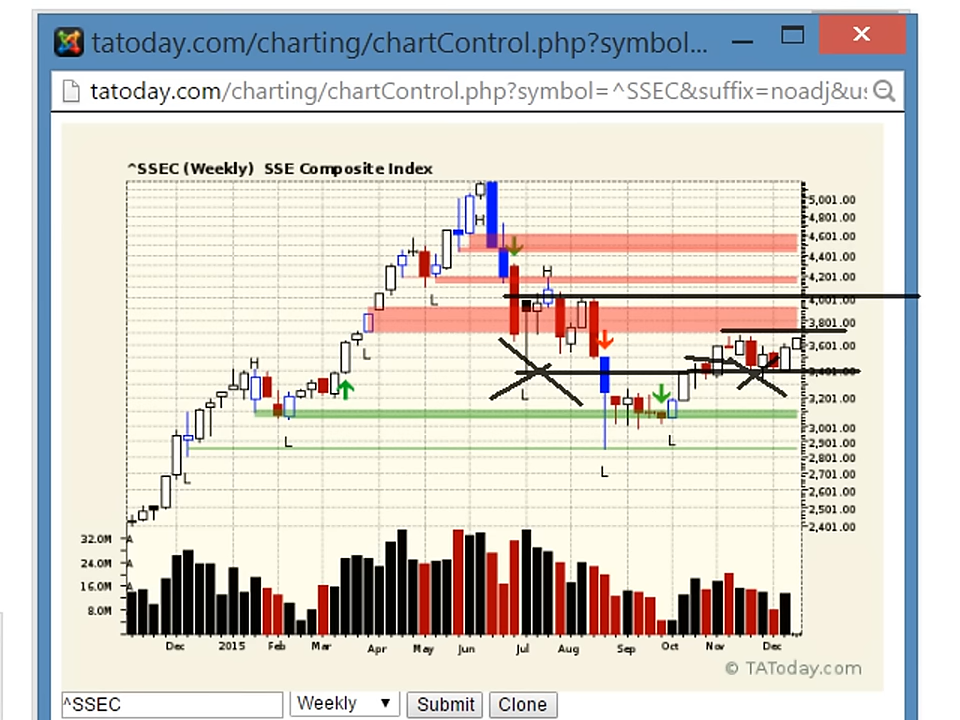 tatoday.com/charting/chartControl.php?symbol...
tatoday.com/charting/chartControl.php?symbol=^SSEC&suffix=noadj&us
^SSEC (Weekly) SSE Composite Index
5,001.00
4,801.00
H
4,601.00
4,401.00
H
4,201.00
L
4,001.00
3,801.00
3,601.00
L
H
3,401.00
L
3,201.00
3,001.00
L
L
2,901.00
2,801.00
L
L
2,701.00
2,601.00
2,501.00
2,401.00
32.0M
A
24.0M
A
16.0M
A
8.0M
Dec 2015 Feb Mar Apr May Jun Jul Aug Sep Oct Nov Dec
© TAToday.com
^SSEC Weekly Submit Clone